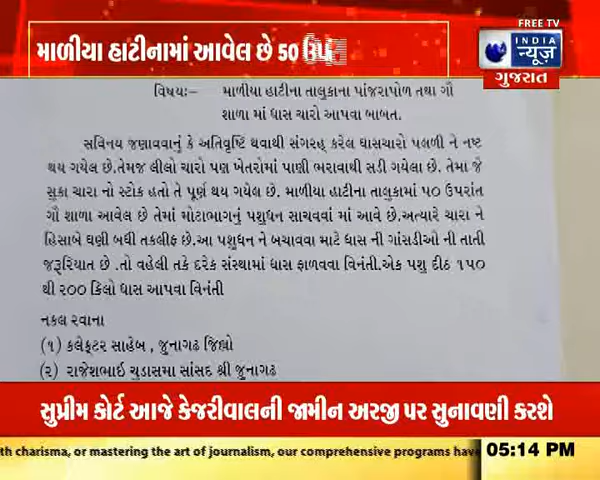 FREE TV
માળીયા હાટીનામાં આવેલ છે 50
INDIA
ન્યૂઝ
ગુજરાત
વિષય:- માળીયા હાટીના તાલુકાના પાંજરાપોળ તથા ગૌ
શાળા માં ઘાસ ચારો આપવા બાબત.
સવિનય જણાવવાનું કે અતિવૃષ્ટિ થવાથી સંગરહ કરેલ ઘાસચારો પલળી ને નષ્ટ
થય ગયેલ છે.તેમજ લીલો ચારો પણ ખેતરોમાં પાણી ભરાવાથી સડી ગયેલા છે. તેમા જે
સુકા ચારા નો સ્ટોક હતો તે પૂર્ણ થય ગયેલ છે. માળીયા હાટીના તાલુકામાં ૫૦ ઉપરાંત
ગૌ શાળા આવેલ છે તેમાં મોટાભાગનું પશુધન સાચવવાં માં આવે છે.અત્યારે ચારા ને
હિસાબે ઘણી બધી તકલીફ છે.આ પશુધન ને બચાવવા માટે ઘાસ ની ગાંસડીઓ ની તાતી
જરૂરિયાત છે .તો વહેલી તકે દરેક સંસ્થામાં ઘાસ ફાળવવા વિનંતી.એક પશુ દીઠ ૧૫૦
થી ૨૦૦ કિલો ઘાસ આપવા વિનંતી
નકલ રવાના
(૧) કલેક્ટર સાહેબ , જુનાગઢ જિલ્લો
(૨) રાજેશભાઈ ચુડાસમા સાંસદ શ્રી જુનાગઢ
સુપ્રીમ કોર્ટ આજે કેજરીવાલની જામીન અરજી પર સુનાવણી કરશે
th charisma, or mastering the art of journalism, our comprehensive programs have
05:14 PM